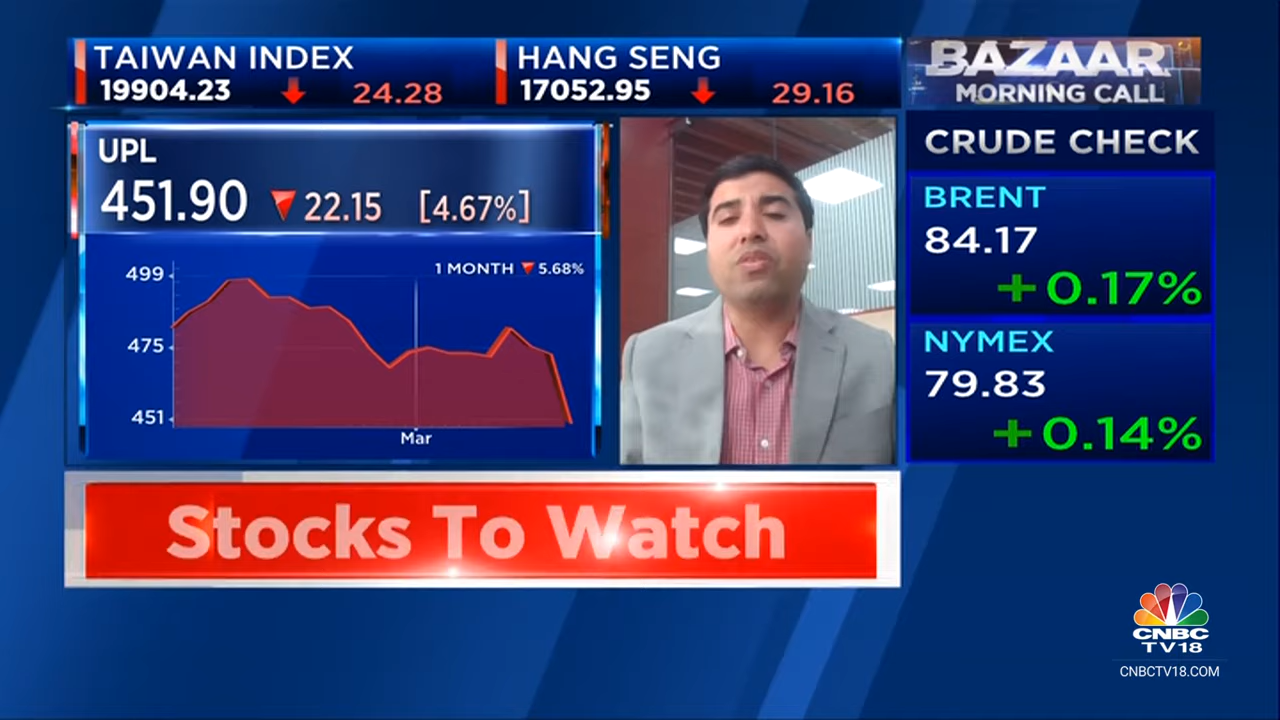 TAIWAN INDEX
19904.23 24.28
HANG SENG
17052.95 29.16
BAZAAR
MORNING CALL
UPL
451.90 22.15 [4.67%]
1 MONTH 5.68%
499
475
451
Mar
CRUDE CHECK
BRENT
84.17
+0.17%
NYMEX
79.83
+0.14%
Stocks To Watch
CNBC
TV18
CNBCTV18.COM